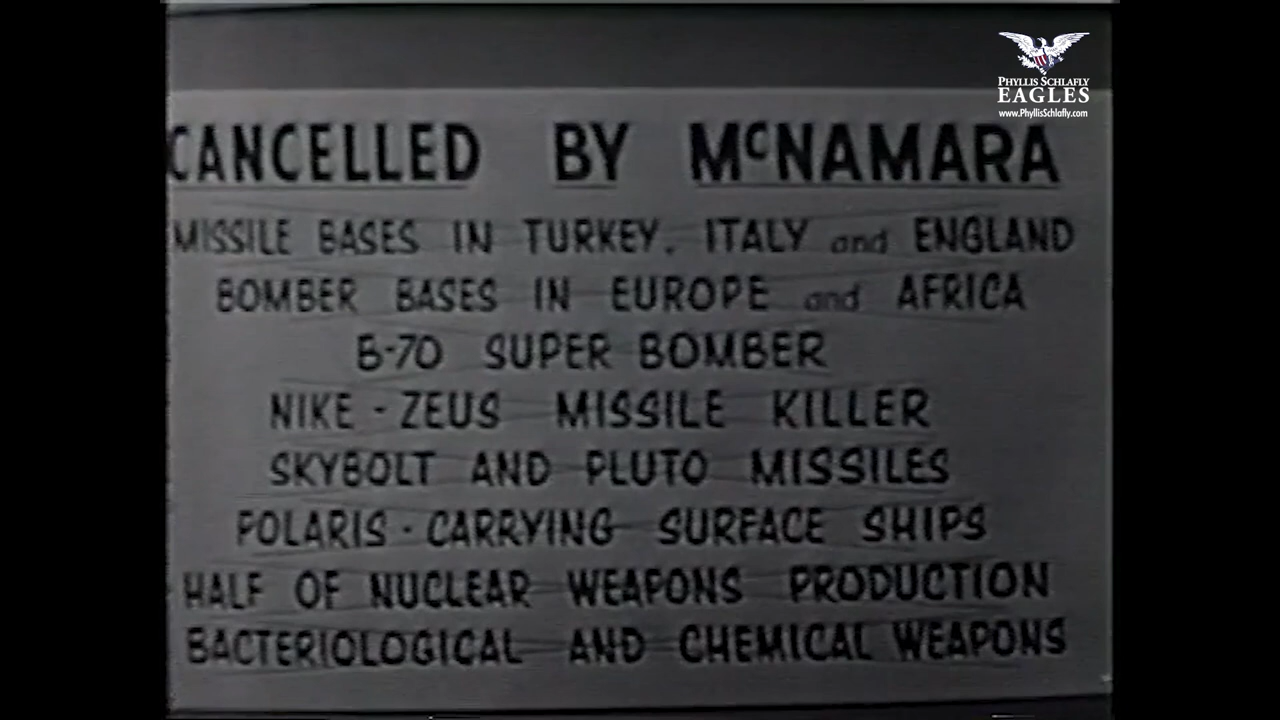 PHYLLIS SCHLAFLY
EAGLES
www.PhyllisSchlafly.com
CANCELLED BY McNAMARA
MISSILE BASES IN TURKEY, ITALY and ENGLAND
BOMBER BASES IN EUROPE and AFRICA
B-70 SUPER BOMBER
NIKE - ZEUS MISSILE KILLER
SKYBOLT AND PLUTO MISSILES
POLARIS - CARRYING SURFACE SHIPS
HALF OF NUCLEAR WEAPONS PRODUCTION
BACTERIOLOGICAL AND CHEMICAL WEAPONS